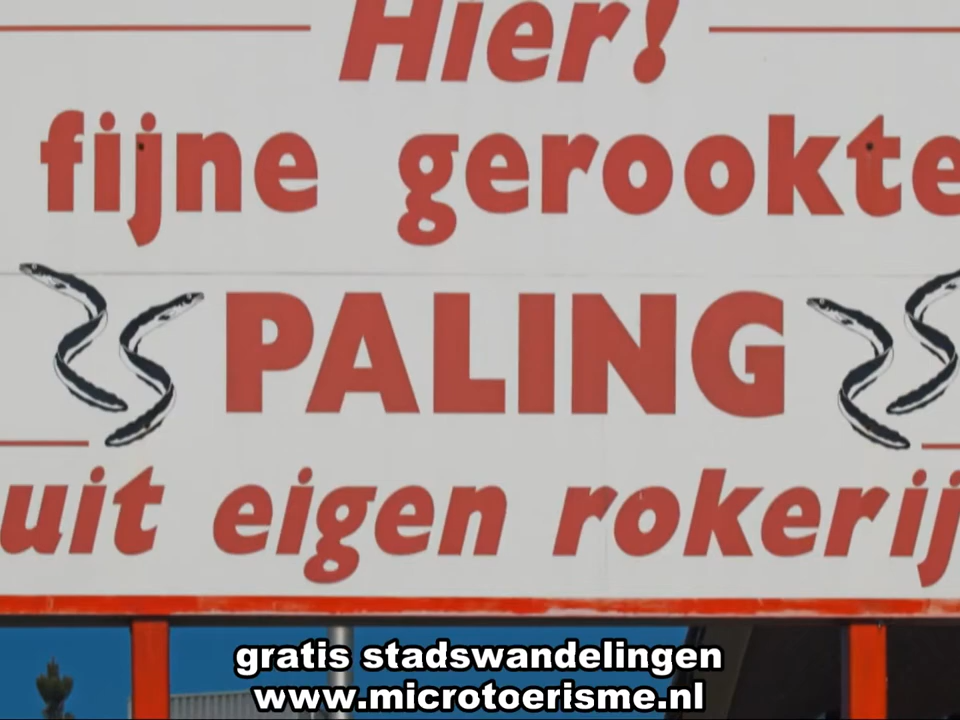 Hier!
fijne gerookte
PALING
uit eigen rokerij
gratis stadswandelingen
www.microtoerisme.nl